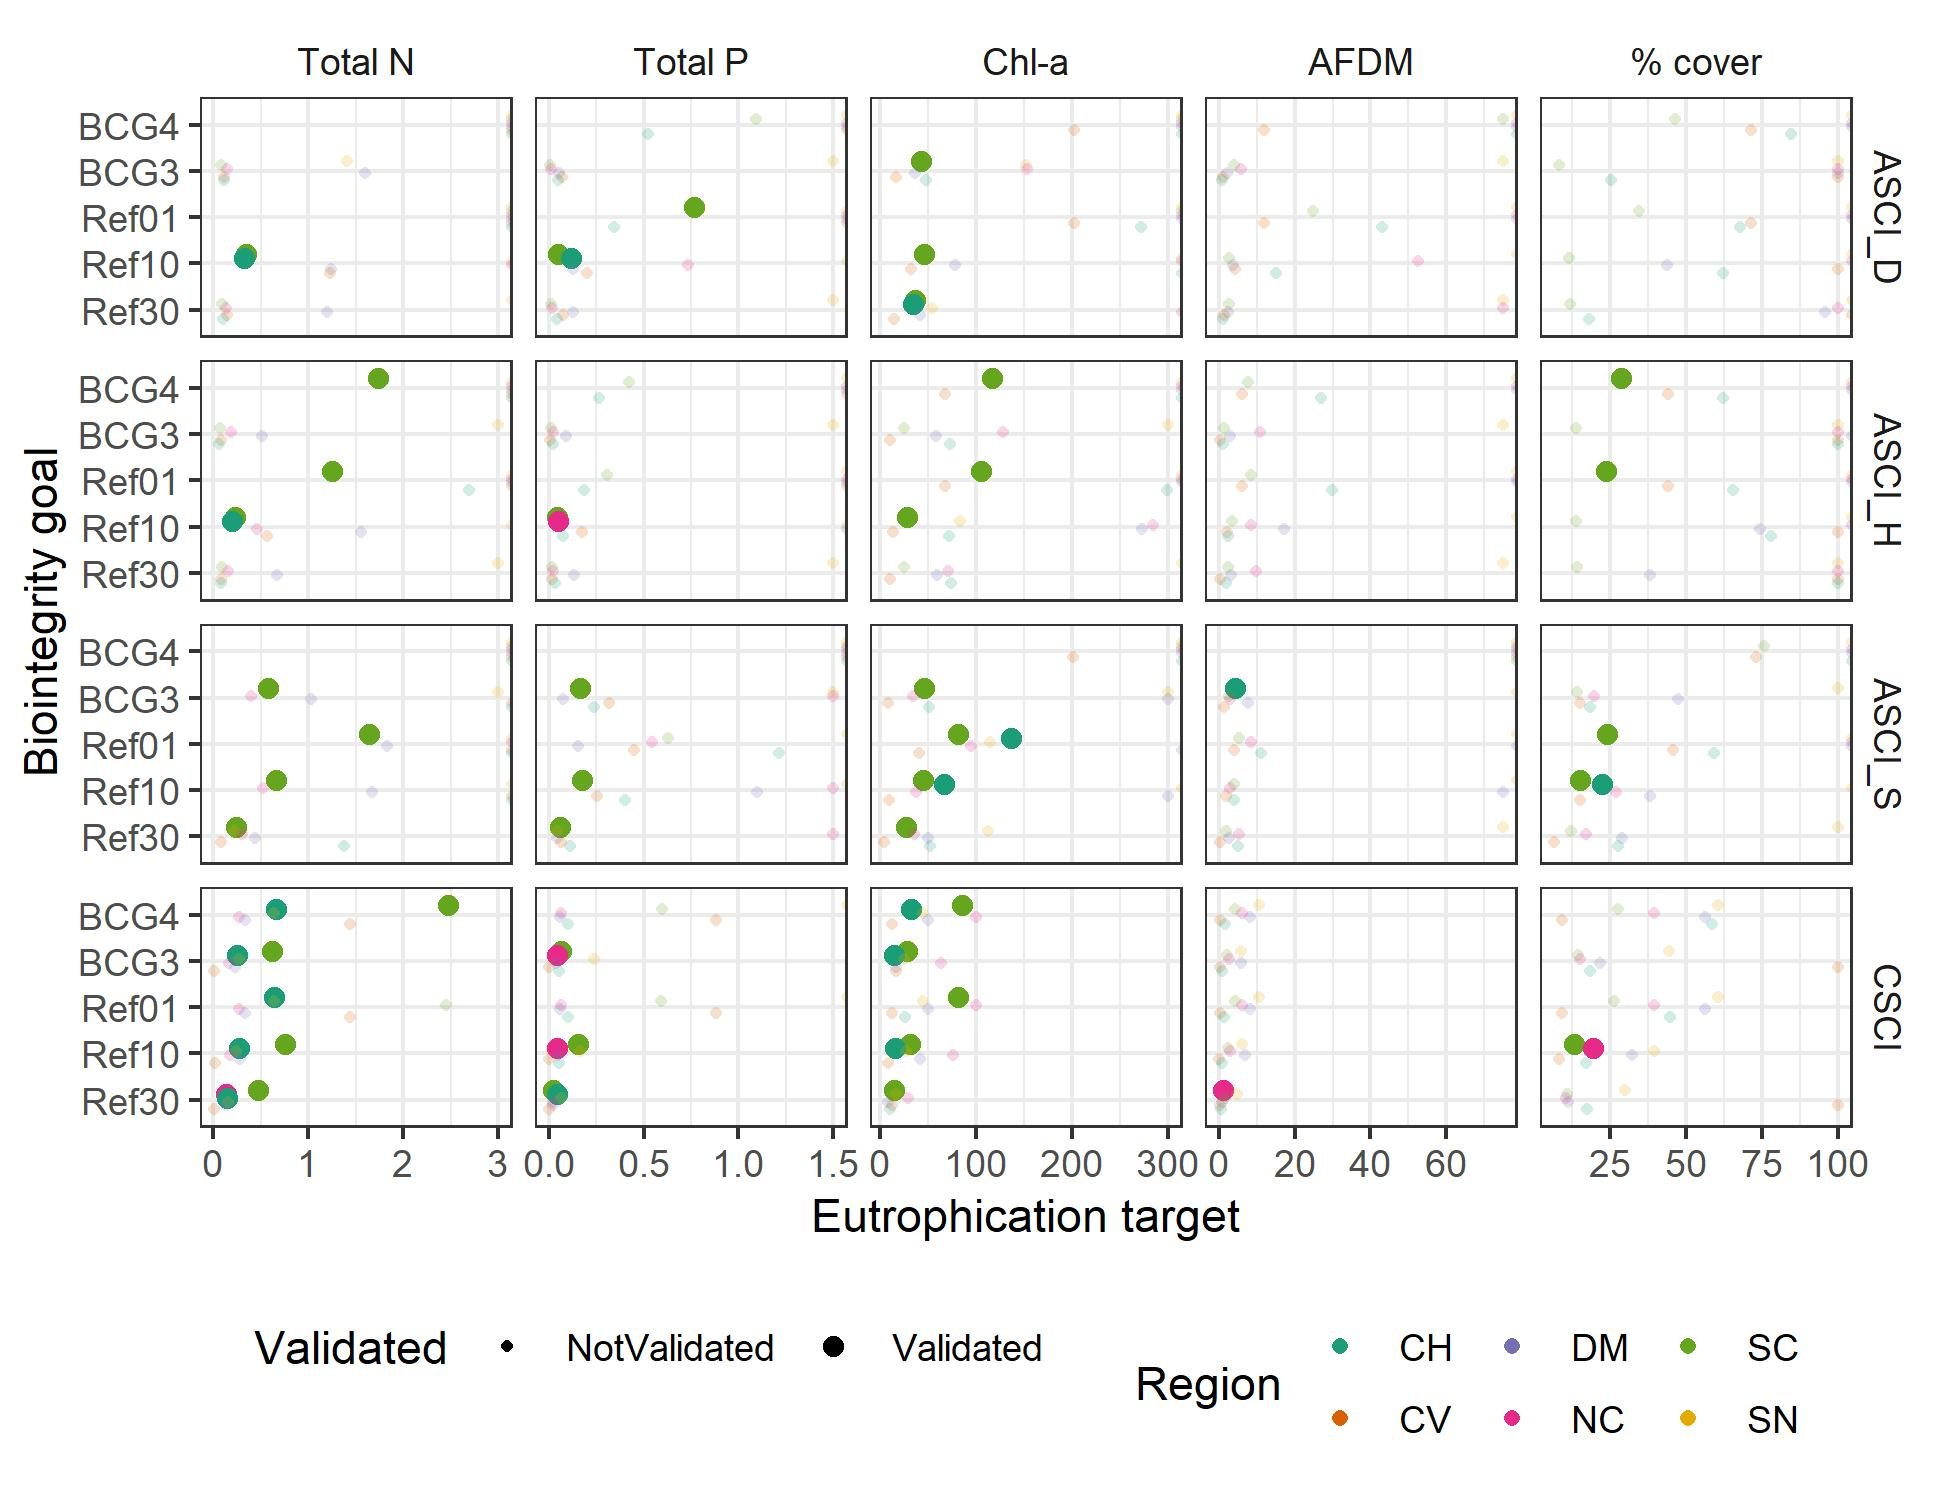 Total N Total P Chl-a AFDM % cover
BCG4
BCG3
Ref01
Ref10
Ref30
ASCI_D
BCG4
BCG3
Ref01
Ref10
Ref30
ASCI_H
BCG4
BCG3
Ref01
Ref10
Ref30
ASCI_S
BCG4
BCG3
Ref01
Ref10
Ref30
CSCI
Biointegrity goal
0 1 2 3 0.0 0.5 1.0 1.5 0 100 200 300 0 20 40 60 25 50 75 100
Eutrophication target
Validated NotValidated Validated
Region
CH DM SC
CV NC SN